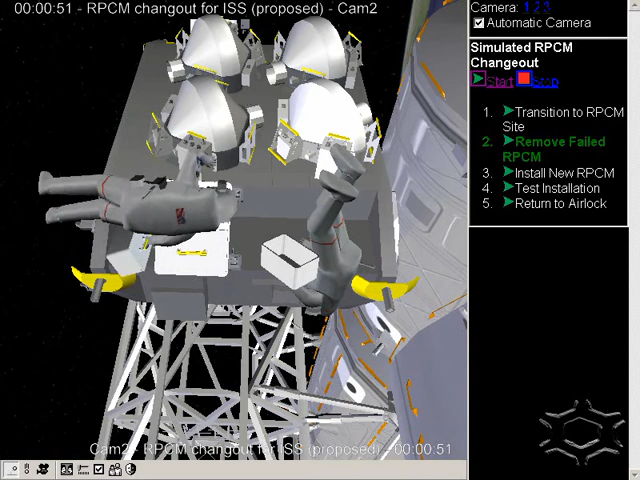 00:00:51 - RPCM changout for ISS (proposed) - Cam2
Camera: 1 2 3
Automatic Camera
Simulated RPCM
Changeout
Start Stop
1. Transition to RPCM
Site
2. Remove Failed
RPCM
3. Install New RPCM
4. Test Installation
5. Return to Airlock
Cam2 - RPCM changout for ISS (proposed) - 00:00:51